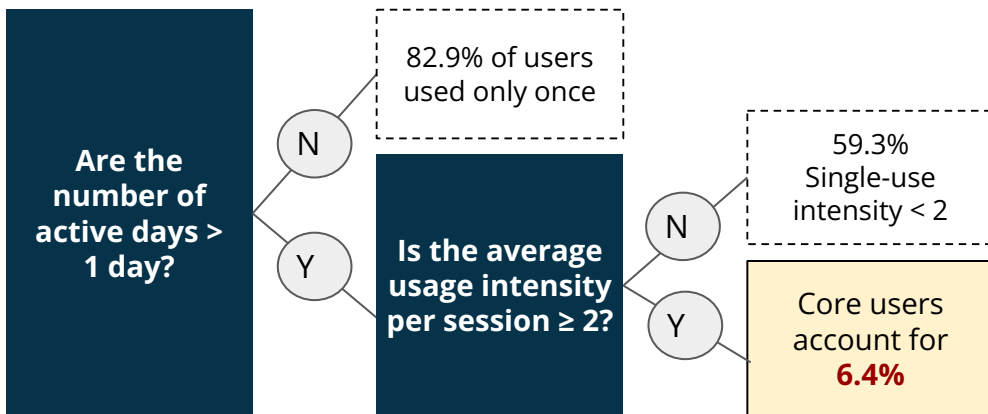 Are the
number of
active days >
1 day?
N
Y
82.9% of users
used only once
Is the average
usage intensity
per session ≥ 2?
N
Y
59.3%
Single-use
intensity < 2
Core users
account for
6.4%